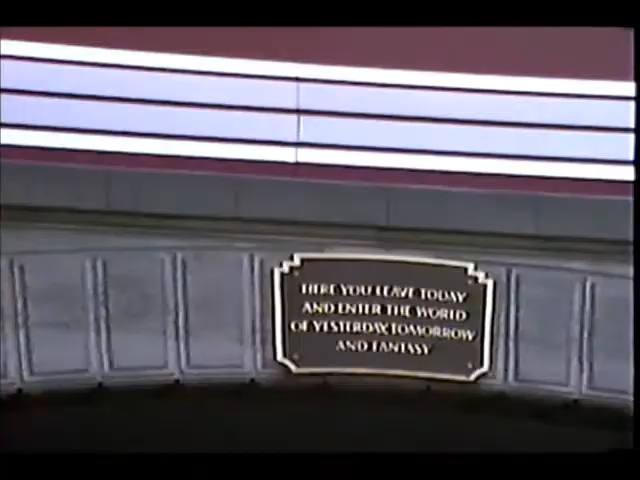 HERE YOU LEAVE TODAY
AND ENTER THE WORLD
OF YESTERDAY, TOMORROW
AND FANTASY